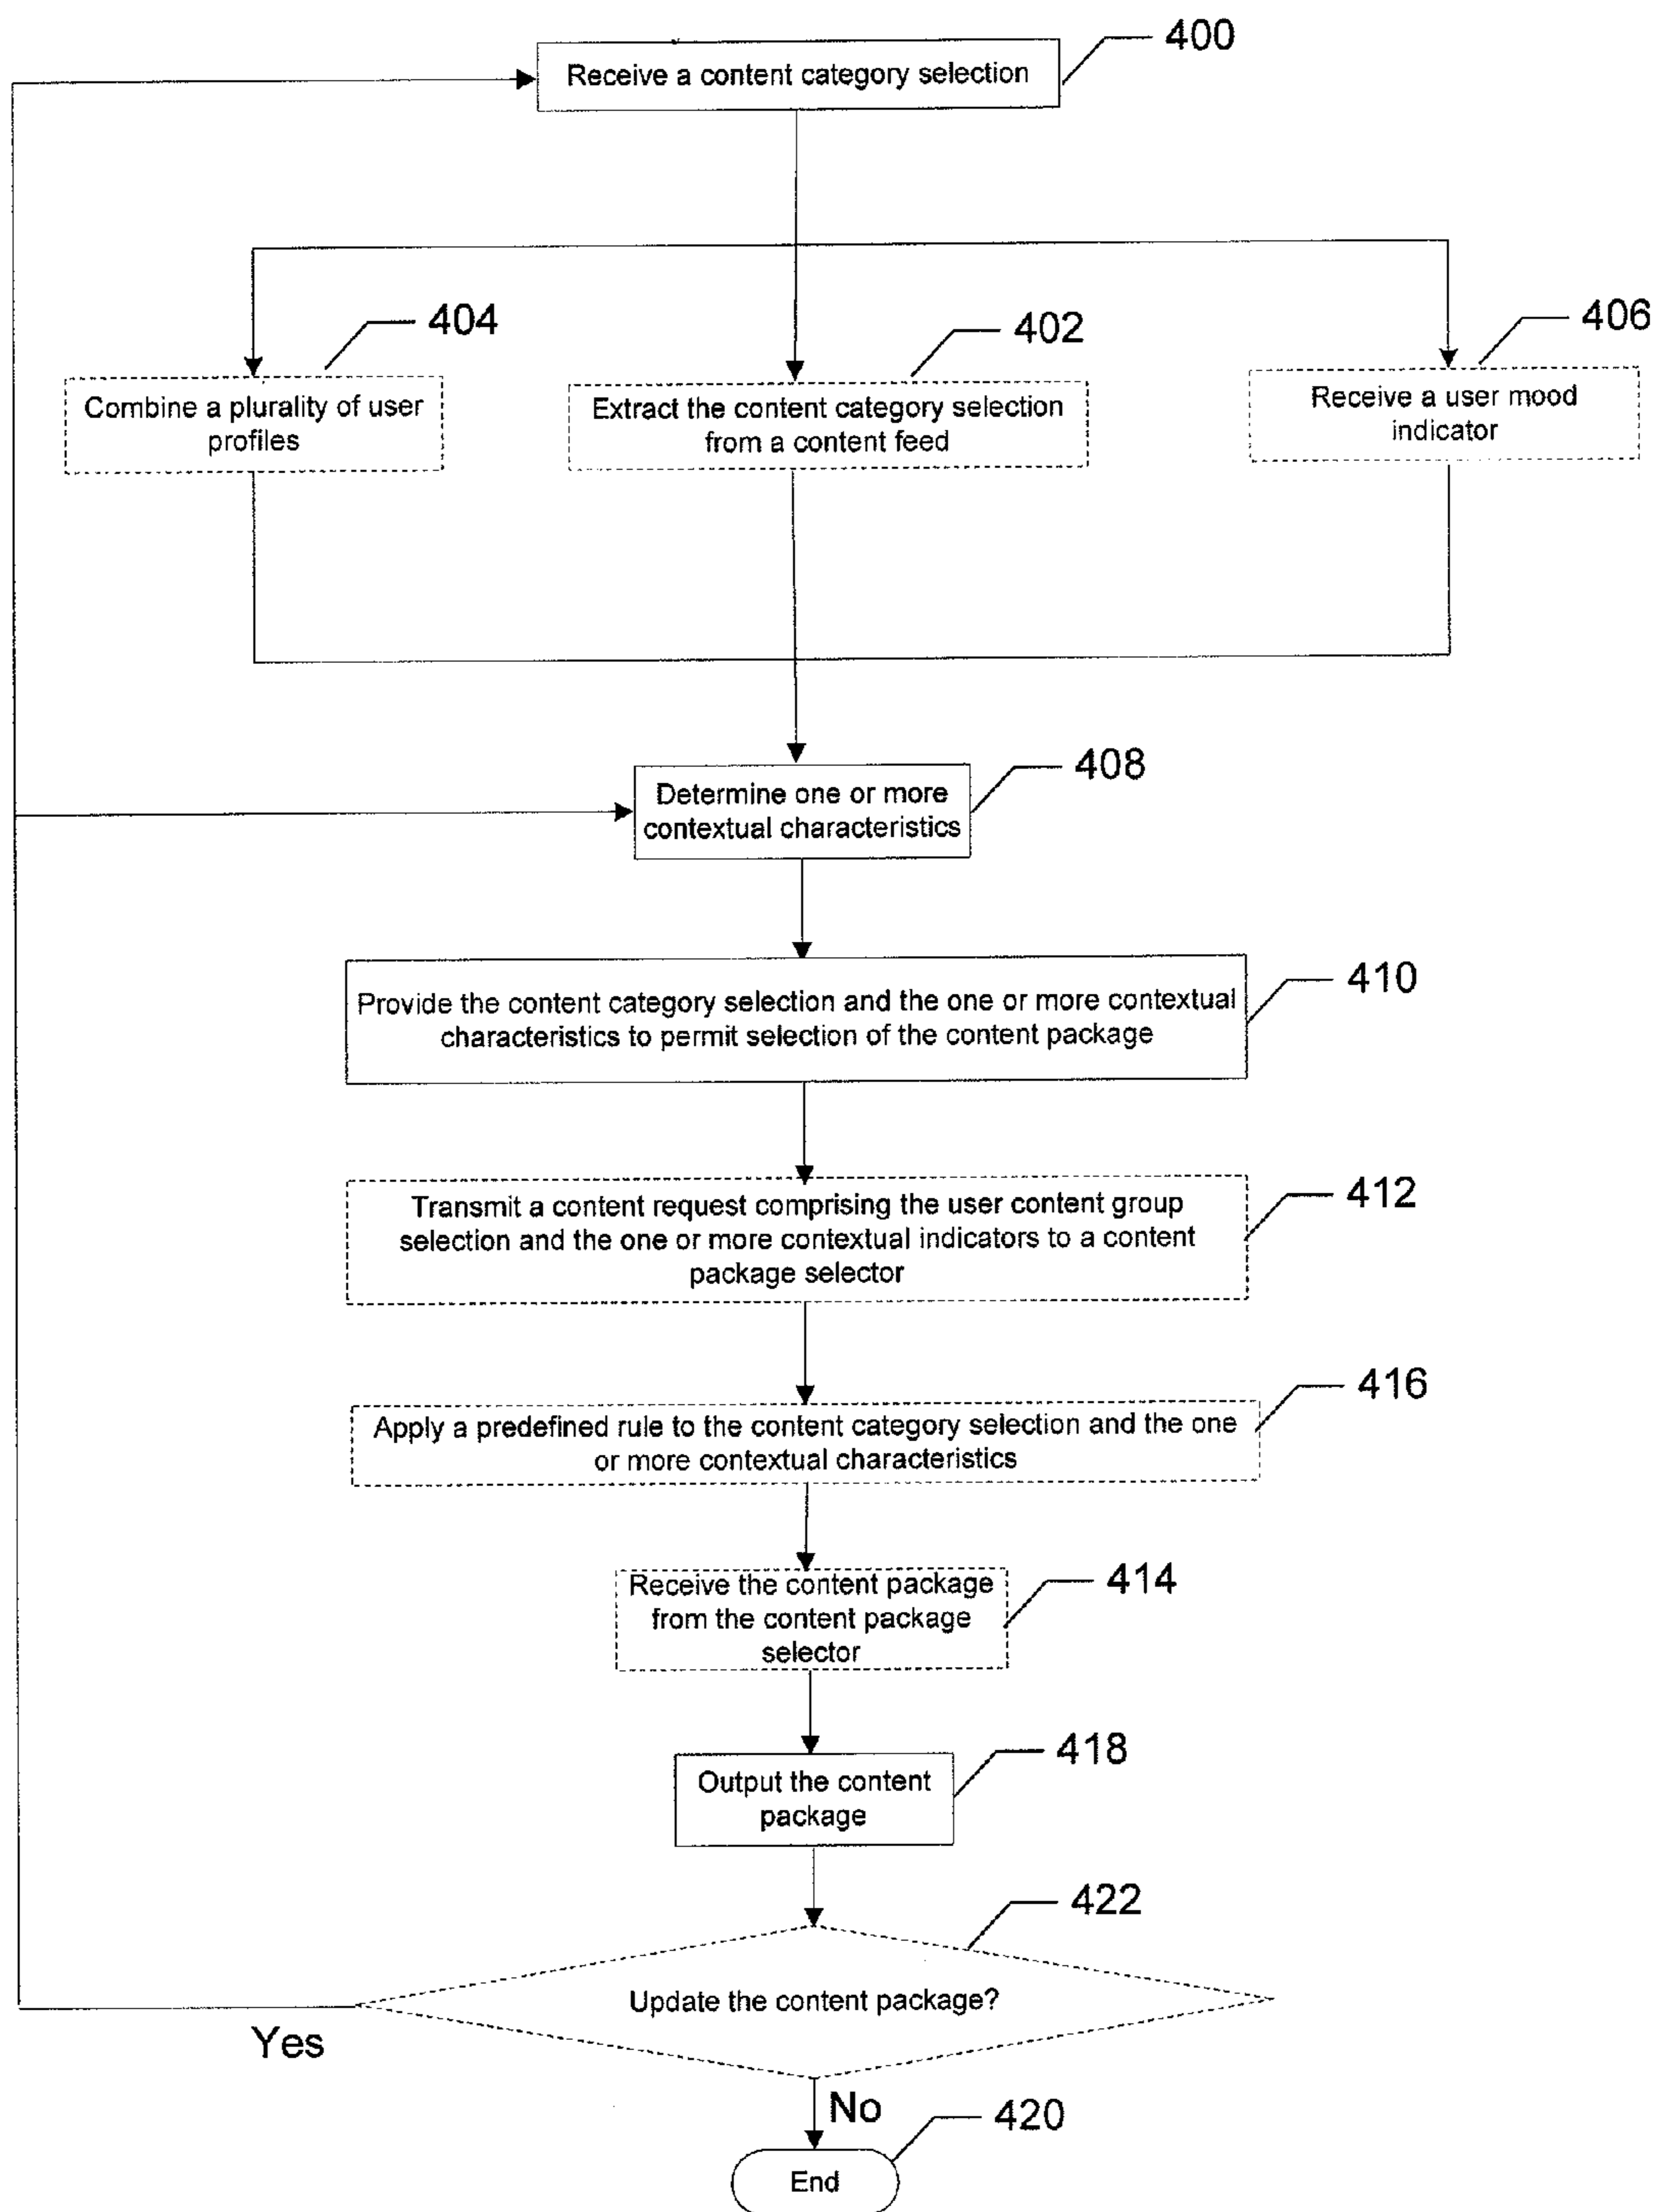 400
Receive a content category selection
404
402
406
Combine a plurality of user
profiles
Extract the content category selection
from a content feed
Receive a user mood
indicator
408
Determine one or more
contextual characteristics
410
Provide the content category selection and the one or more contextual
characteristics to permit selection of the content package
412
Transmit a content request comprising the user content group
selection and the one or more contextual indicators to a content
package selector
416
Apply a predefined rule to the content category selection and the one
or more contextual characteristics
414
Receive the content package
from the content package
selector
418
Output the content
package
422
Update the content package?
Yes
No
420
End